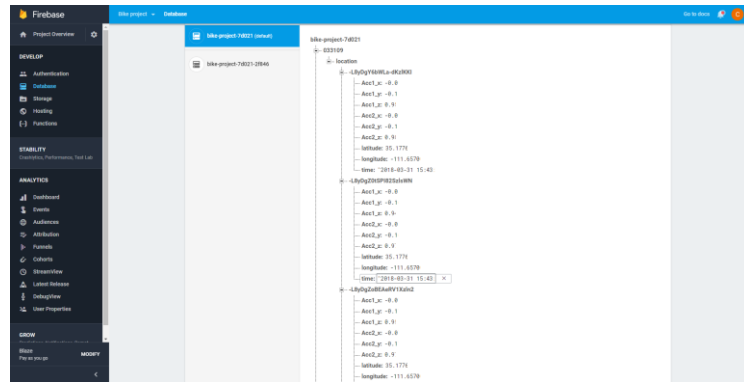 Firebase
Bike project
Database
Go to docs
C
Project Overview
DEVELOP
Authentication
Database
Storage
Hosting
Functions
STABILITY
Crashlytics, Performance, Test Lab
ANALYTICS
Dashboard
Events
Audiences
Attribution
Funnels
Cohorts
StreamView
Latest Release
DebugView
User Properties
GROW
Blaze
Pay as you go
MODIFY
bike-project-7d021 (default)
bike-project-7d021-2f846
bike-project-7d021
033109
location
Acc1_x: -0.0
Acc1_y: -0.1
Acc1_z: 0.9
Acc2_x: -0.0
Acc2_y: -0.1
Acc2_z: 0.9
latitude: 35.177
longitude: -111.6570
time: "2018-03-31 15:43
Acc1_x: -0.0
Acc1_y: -0.1
Acc1_z: 0.9
Acc2_x: -0.0
Acc2_y: -0.1
Acc2_z: 0.9
latitude: 35.177
longitude: -111.6570
time: "2018-03-31 15:43 ×
Acc1_x: -0.0
Acc1_y: -0.1
Acc1_z: 0.9
Acc2_x: -0.0
Acc2_y: -0.1
Acc2_z: 0.9
latitude: 35.177
longitude: -111.6570